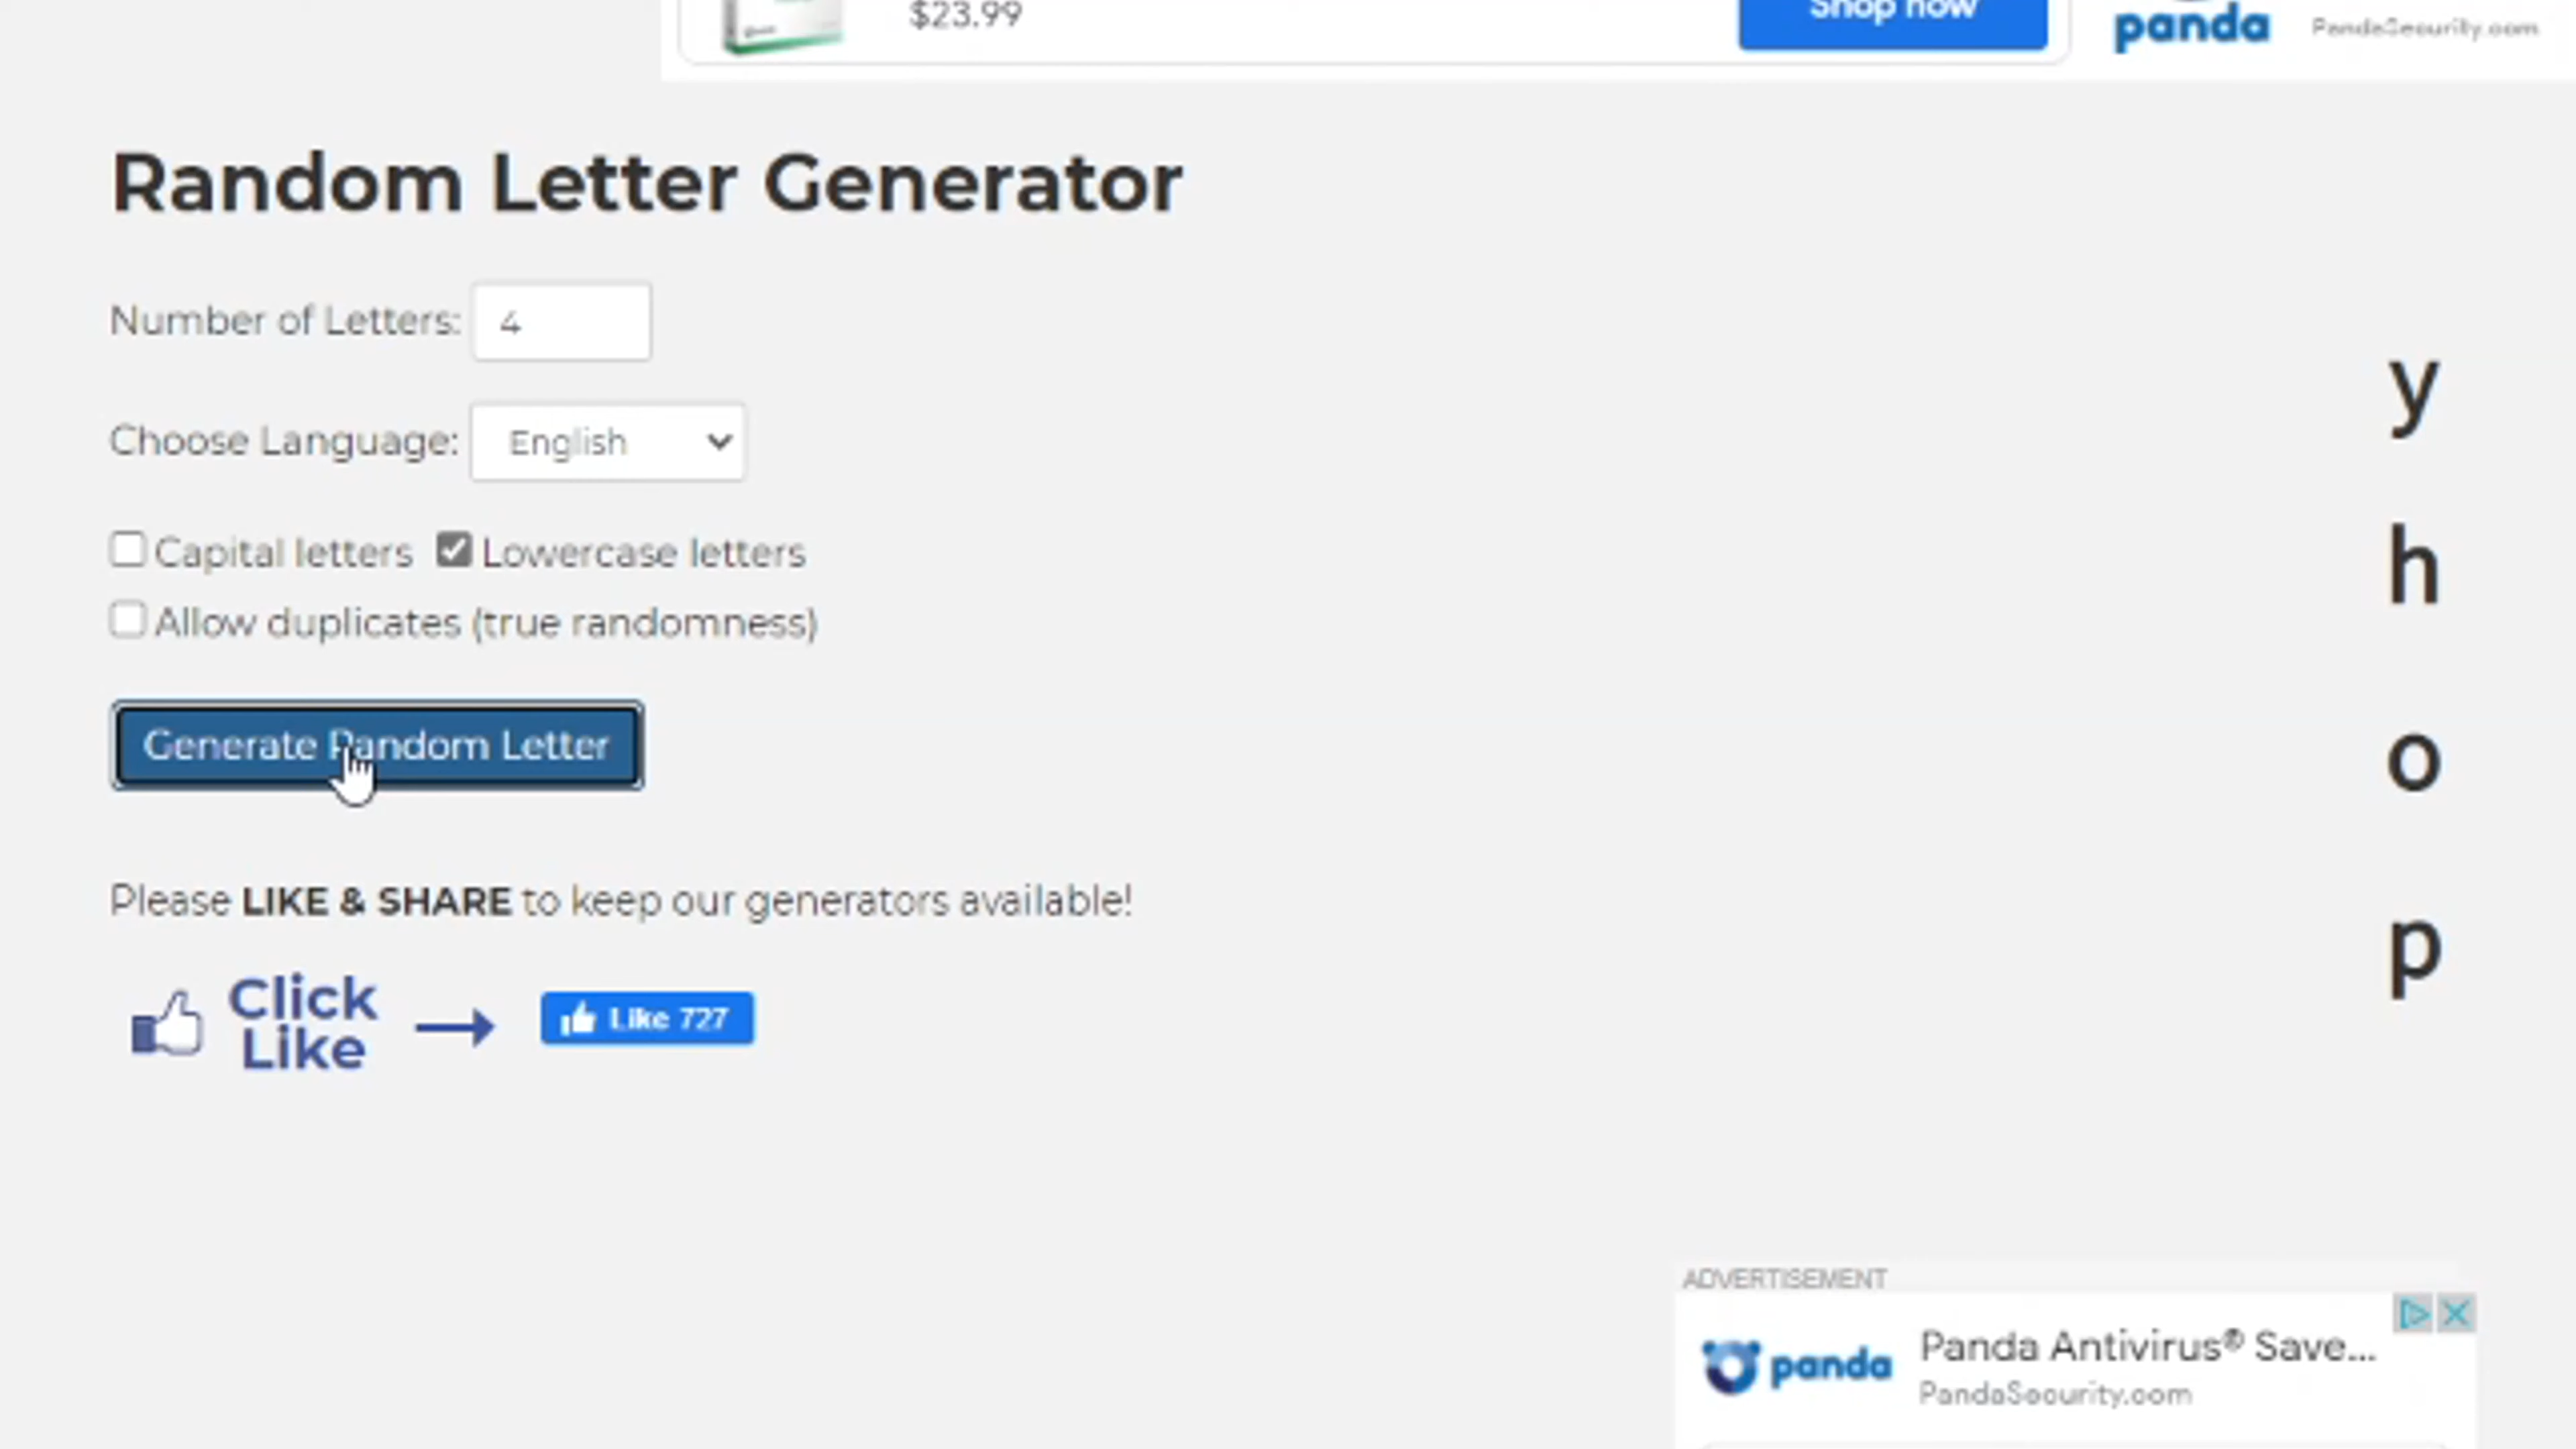 $23.99
Shop now
panda
PandaSecurity.com
Random Letter Generator
Number of Letters: 4
Choose Language: English
Capital letters Lowercase letters
Allow duplicates (true randomness)
Generate Random Letter
Please LIKE & SHARE to keep our generators available!
Click
Like
Like 727
y
h
o
p
ADVERTISEMENT
panda
Panda Antivirus® Save...
PandaSecurity.com